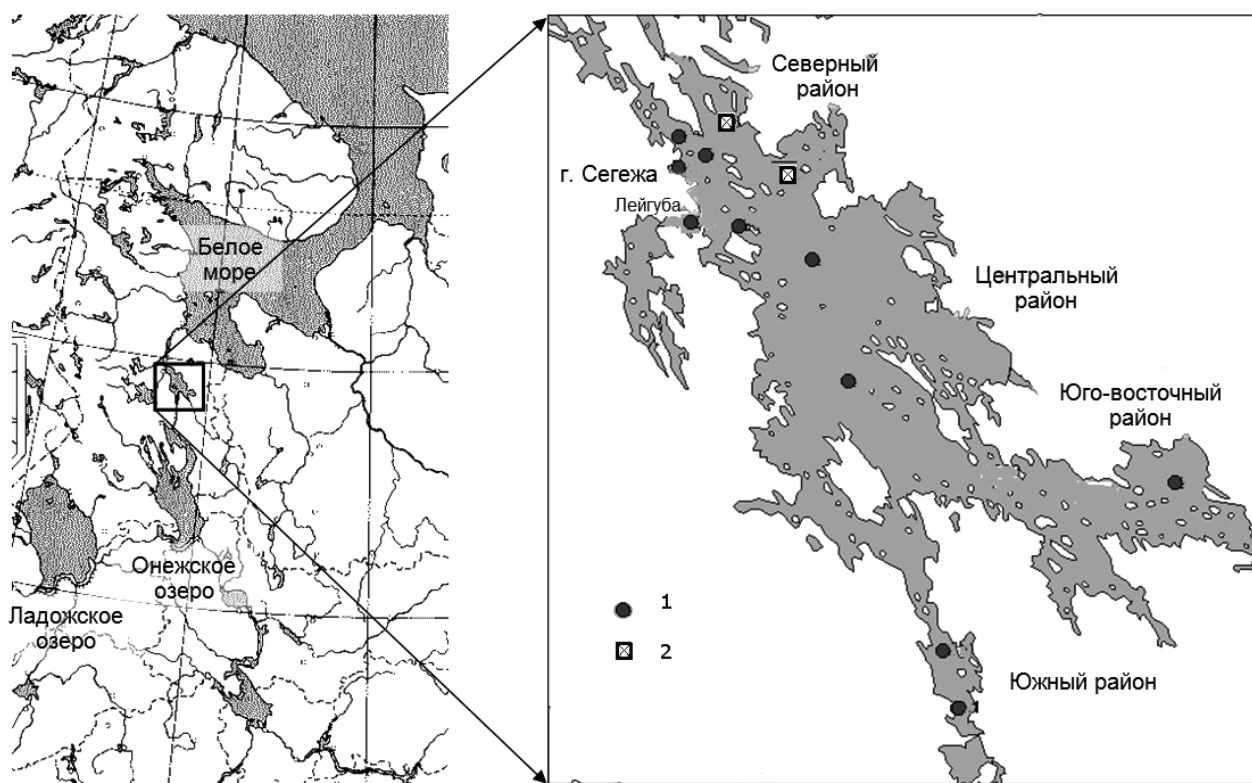 Белое
море
Онежское
озеро
Ладожское
озеро
Северный
район
г. Сегежа
Лейгуба
Центральный
район
Юго-восточный
район
1
2
Южный район